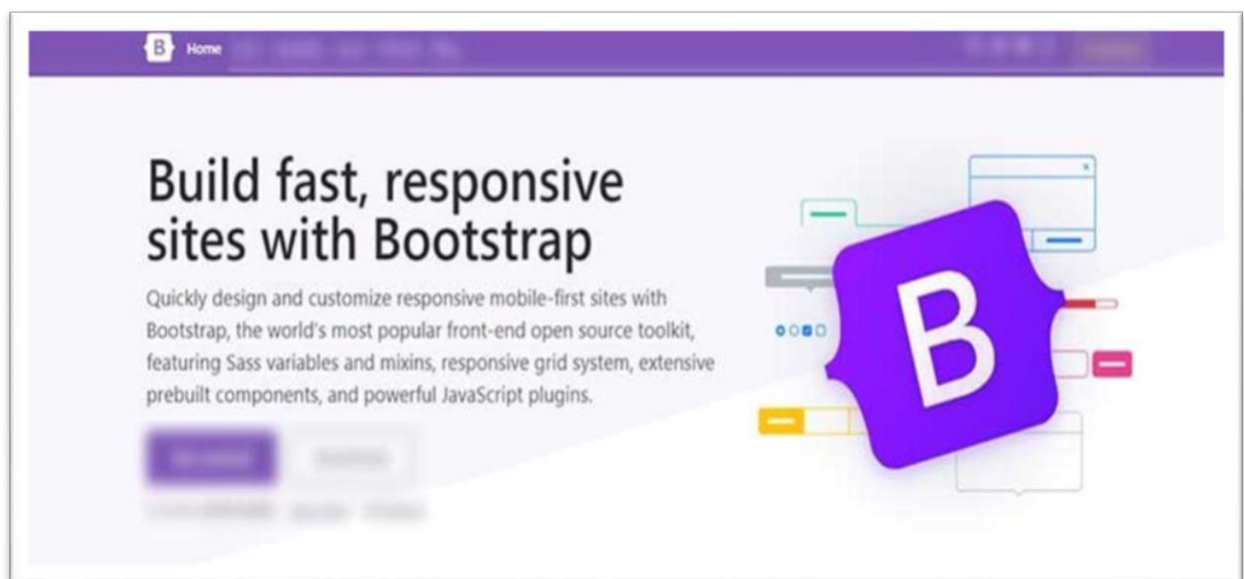 B Home
Build fast, responsive
sites with Bootstrap
Quickly design and customize responsive mobile-first sites with
Bootstrap, the world's most popular front-end open source toolkit,
featuring Sass variables and mixins, responsive grid system, extensive
prebuilt components, and powerful JavaScript plugins.
B